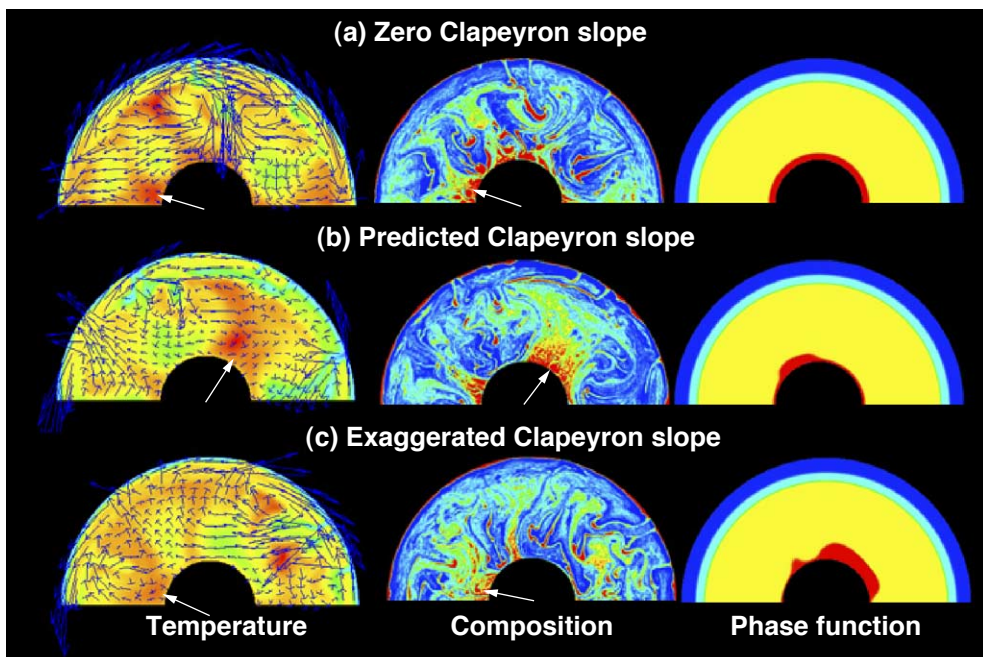 (a) Zero Clapeyron slope
(b) Predicted Clapeyron slope
(c) Exaggerated Clapeyron slope
Temperature
Composition
Phase function